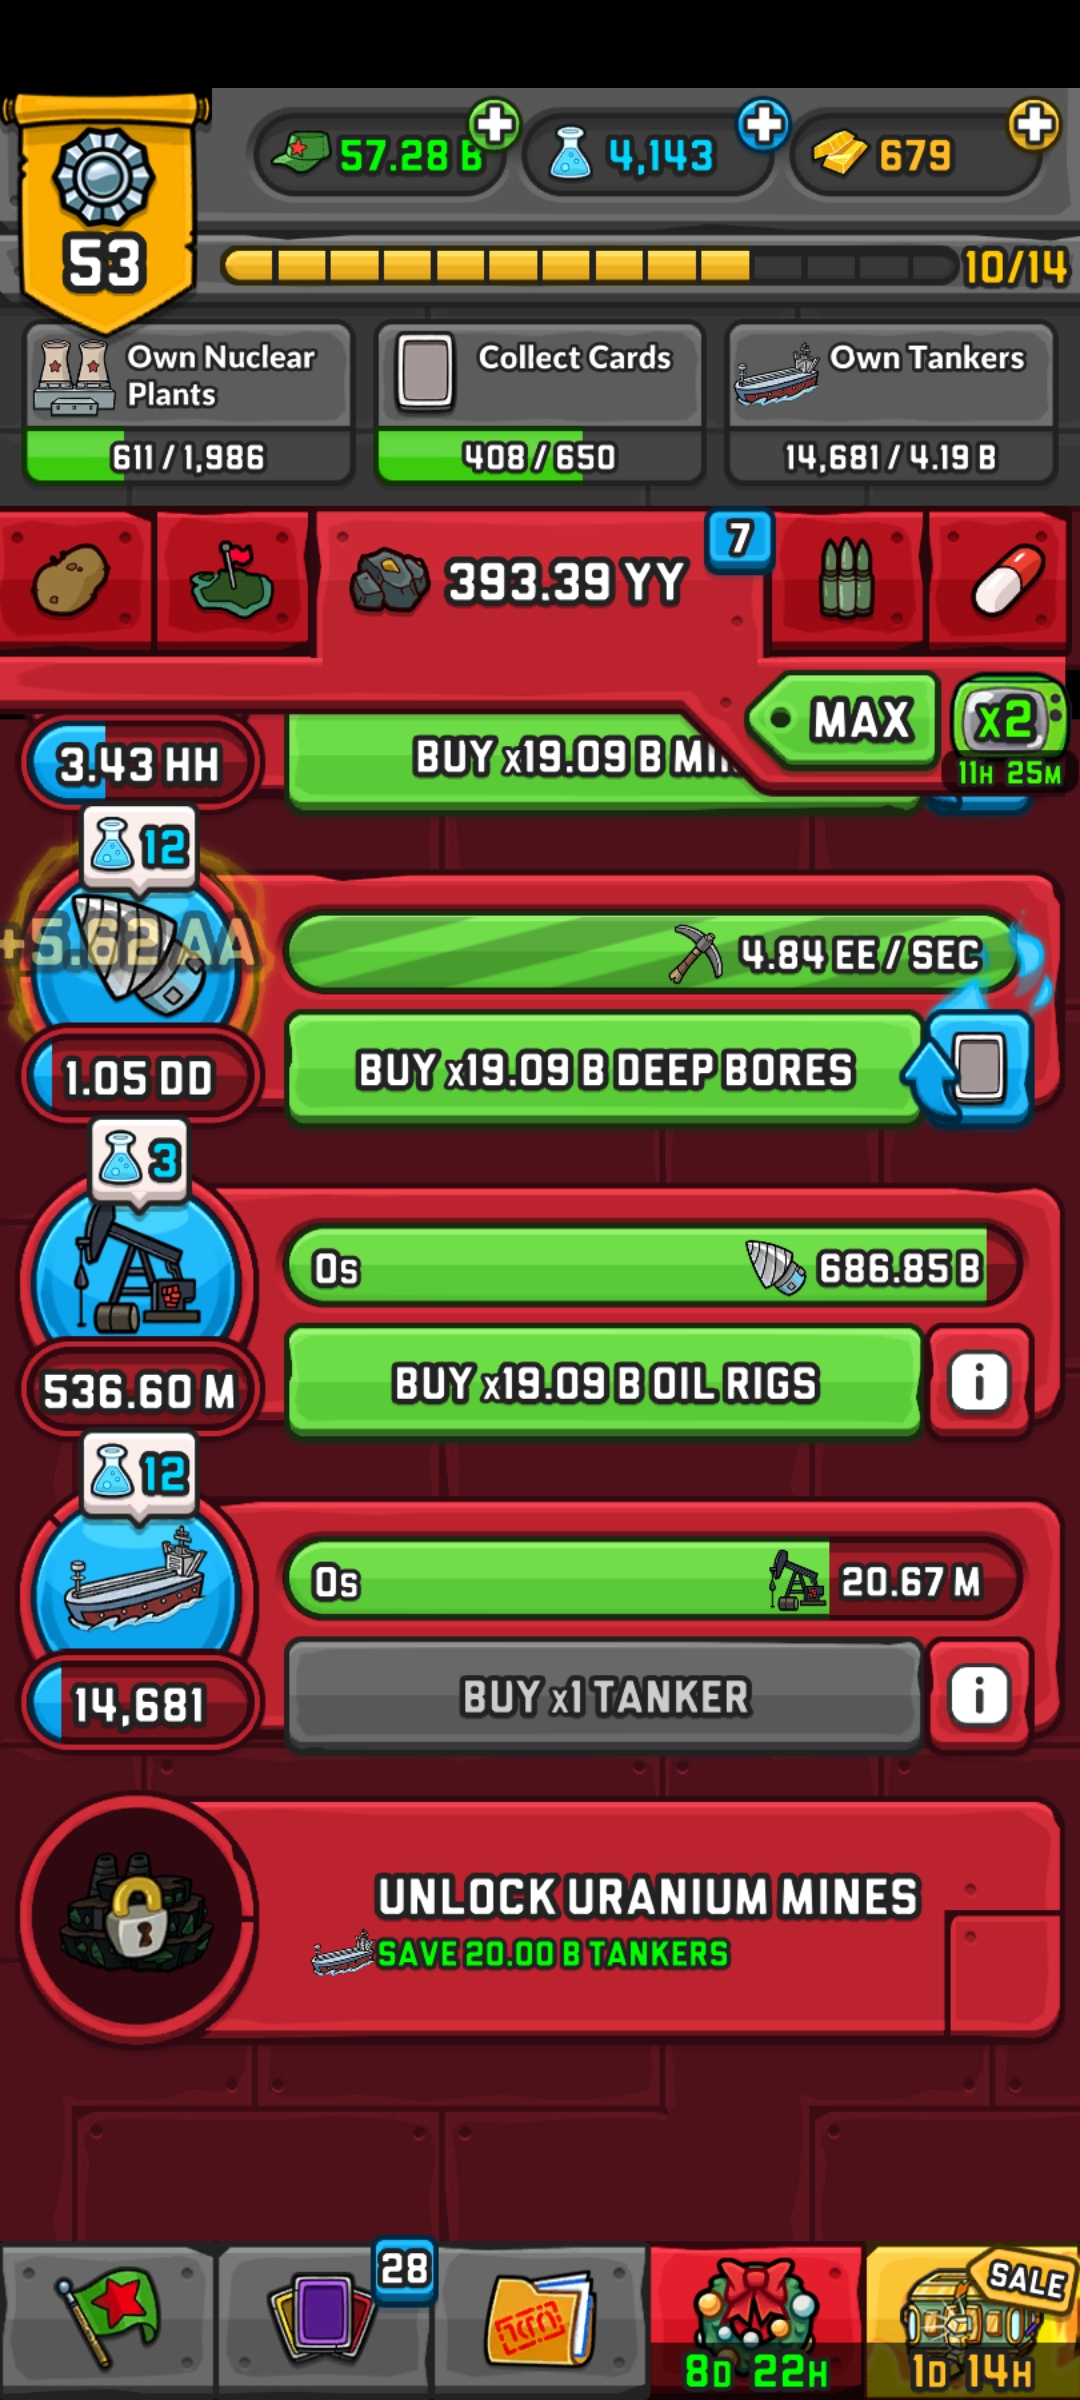 57.28 B
4,143
679
53
10/14
Own Nuclear
Plants
Collect Cards
Own Tankers
611/1,986
408/650
14,681/4.19 B
393.39 YY
7
MAX
x2
11H 25M
3.43 HH
BUY x19.09 B
12
+5.62 AA
4.84 EE/SEC
1.05 DD
BUY x19.09 B DEEP BORES
3
0s
686.85 B
536.60 M
BUY x19.09 B OIL RIGS
i
12
0s
20.67 M
14,681
BUY x1 TANKER
i
UNLOCK URANIUM MINES
SAVE 20.00 B TANKERS
28
SALE
8D 22H
1D 14H